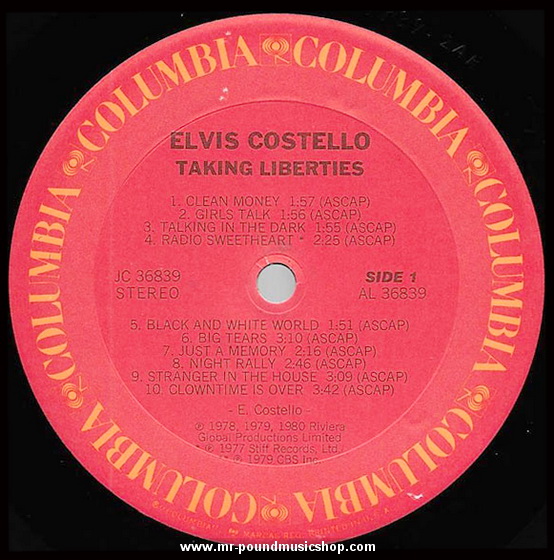 COLUMBIA COLUMBIA COLUMBIA COLUMBIA COLUMBIA COLUMBIA
ELVIS COSTELLO
TAKING LIBERTIES
1. CLEAN MONEY 1:57 (ASCAP)
2. GIRLS TALK 1:56 (ASCAP)
3. TALKING IN THE DARK 1:55 (ASCAP)
4. RADIO SWEETHEART * 2:25 (ASCAP)
JC 36839
STEREO
SIDE 1
AL 36839
5. BLACK AND WHITE WORLD 1:51 (ASCAP)
6. BIG TEARS 3:10 (ASCAP)
7. JUST A MEMORY 2:16 (ASCAP)
8. NIGHT RALLY 2:46 (ASCAP)
9. STRANGER IN THE HOUSE 3:09 (ASCAP)
10. CLOWNTIME IS OVER 3:42 (ASCAP)
- E. Costello -
℗ 1978, 1979, 1980 Riviera
Global Productions Limited
* ℗ 1977 Stiff Records, Ltd.
℗ 1979 CBS Inc.
www.mr-poundmusicshop.com